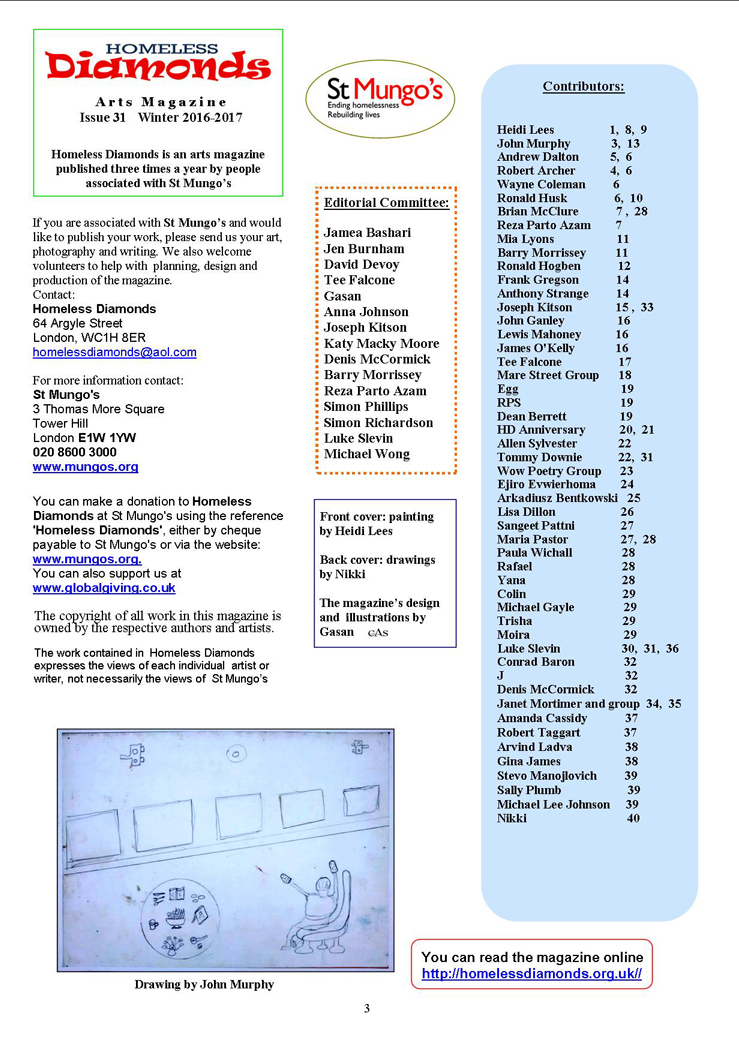 HOMELESS
Diamonds
Arts Magazine
Issue 31 Winter 2016-2017
Homeless Diamonds is an arts magazine
published three times a year by people
associated with St Mungo's
If you are associated with St Mungo's and would
like to publish your work, please send us your art,
photography and writing. We also welcome
volunteers to help with planning, design and
production of the magazine.
Contact:
Homeless Diamonds
64 Argyle Street
London, WC1H 8ER
homelessdiamonds@aol.com
For more information contact:
St Mungo's
3 Thomas More Square
Tower Hill
London E1W 1YW
020 8600 3000
www.mungos.org
You can make a donation to Homeless
Diamonds at St Mungo's using the reference
'Homeless Diamonds', either by cheque
payable to St Mungo's or via the website:
www.mungos.org.
You can also support us at
www.globalgiving.co.uk
The copyright of all work in this magazine is
owned by the respective authors and artists.
The work contained in Homeless Diamonds
expresses the views of each individual artist or
writer, not necessarily the views of St Mungo's
St Mungo's
Ending homelessness
Rebuilding lives
Editorial Committee:
Jamea Bashari
Jen Burnham
David Devoy
Tee Falcone
Gasan
Anna Johnson
Joseph Kitson
Katy Macky Moore
Denis McCormick
Barry Morrissey
Reza Parto Azam
Simon Phillips
Simon Richardson
Luke Slevin
Michael Wong
Front cover: painting
by Heidi Lees
Back cover: drawings
by Nikki
The magazine's design
and illustrations by
Gasan GAS
Contributors:
Heidi Lees 1, 8, 9
John Murphy 3, 13
Andrew Dalton 5, 6
Robert Archer 4, 6
Wayne Coleman 6
Ronald Husk 6, 10
Brian McClure 7 , 28
Reza Parto Azam 7
Mia Lyons 11
Barry Morrissey 11
Ronald Hogben 12
Frank Gregson 14
Anthony Strange 14
Joseph Kitson 15 , 33
John Ganley 16
Lewis Mahoney 16
James O'Kelly 16
Tee Falcone 17
Mare Street Group 18
Egg 19
RPS 19
Dean Berrett 19
HD Anniversary 20, 21
Allen Sylvester 22
Tommy Downie 22, 31
Wow Poetry Group 23
Ejiro Evwierhoma 24
Arkadiusz Bentkowski 25
Lisa Dillon 26
Sangeet Pattni 27
Maria Pastor 27, 28
Paula Wichall 28
Rafael 28
Yana 28
Colin 29
Michael Gayle 29
Trisha 29
Moira 29
Luke Slevin 30, 31, 36
Conrad Baron 32
J 32
Denis McCormick 32
Janet Mortimer and group 34, 35
Amanda Cassidy 37
Robert Taggart 37
Arvind Ladva 38
Gina James 38
Stevo Manojlovich 39
Sally Plumb 39
Michael Lee Johnson 39
Nikki 40
Drawing by John Murphy
You can read the magazine online
http://homelessdiamonds.org.uk//
3